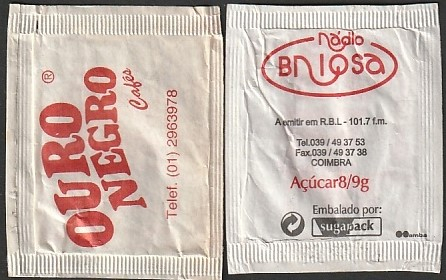 OURO
NEGRO
®
Cafés
Telef. (01) 2963978
Rádio
BRIOSA
A emitir em R.B.L - 101.7 f.m.
Tel.039 / 49 37 53
Fax.039 / 49 37 38
COIMBRA
Açúcar8/9g
Embalado por:
sugapack